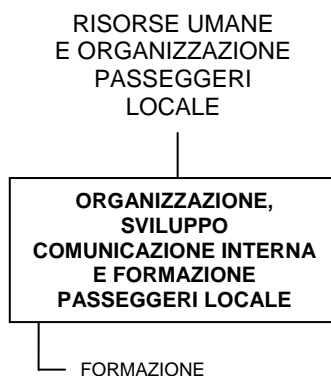 RISORSE UMANE
E ORGANIZZAZIONE
PASSEGGERI
LOCALE
ORGANIZZAZIONE,
SVILUPPO
COMUNICAZIONE INTERNA
E FORMAZIONE
PASSEGGERI LOCALE
FORMAZIONE